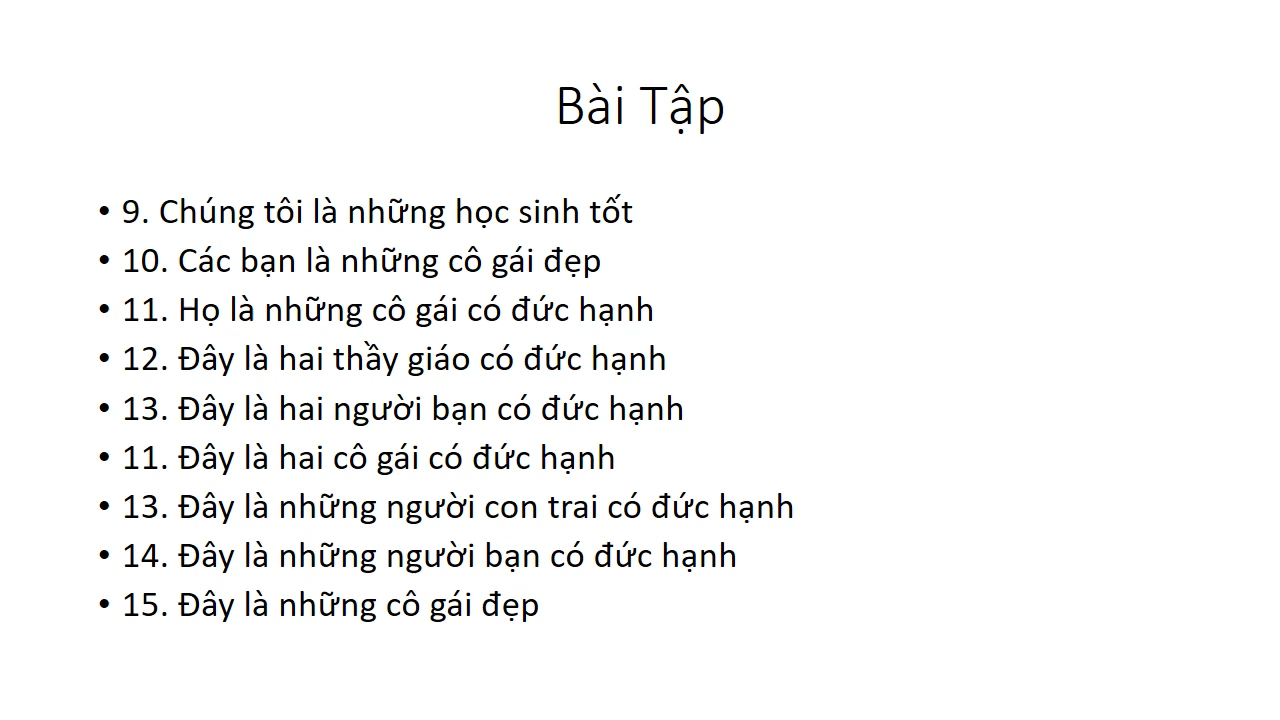 Bài Tập
• 9. Chúng tôi là những học sinh tốt
• 10. Các bạn là những cô gái đẹp
• 11. Họ là những cô gái có đức hạnh
• 12. Đây là hai thầy giáo có đức hạnh
• 13. Đây là hai người bạn có đức hạnh
• 11. Đây là hai cô gái có đức hạnh
• 13. Đây là những người con trai có đức hạnh
• 14. Đây là những người bạn có đức hạnh
• 15. Đây là những cô gái đẹp